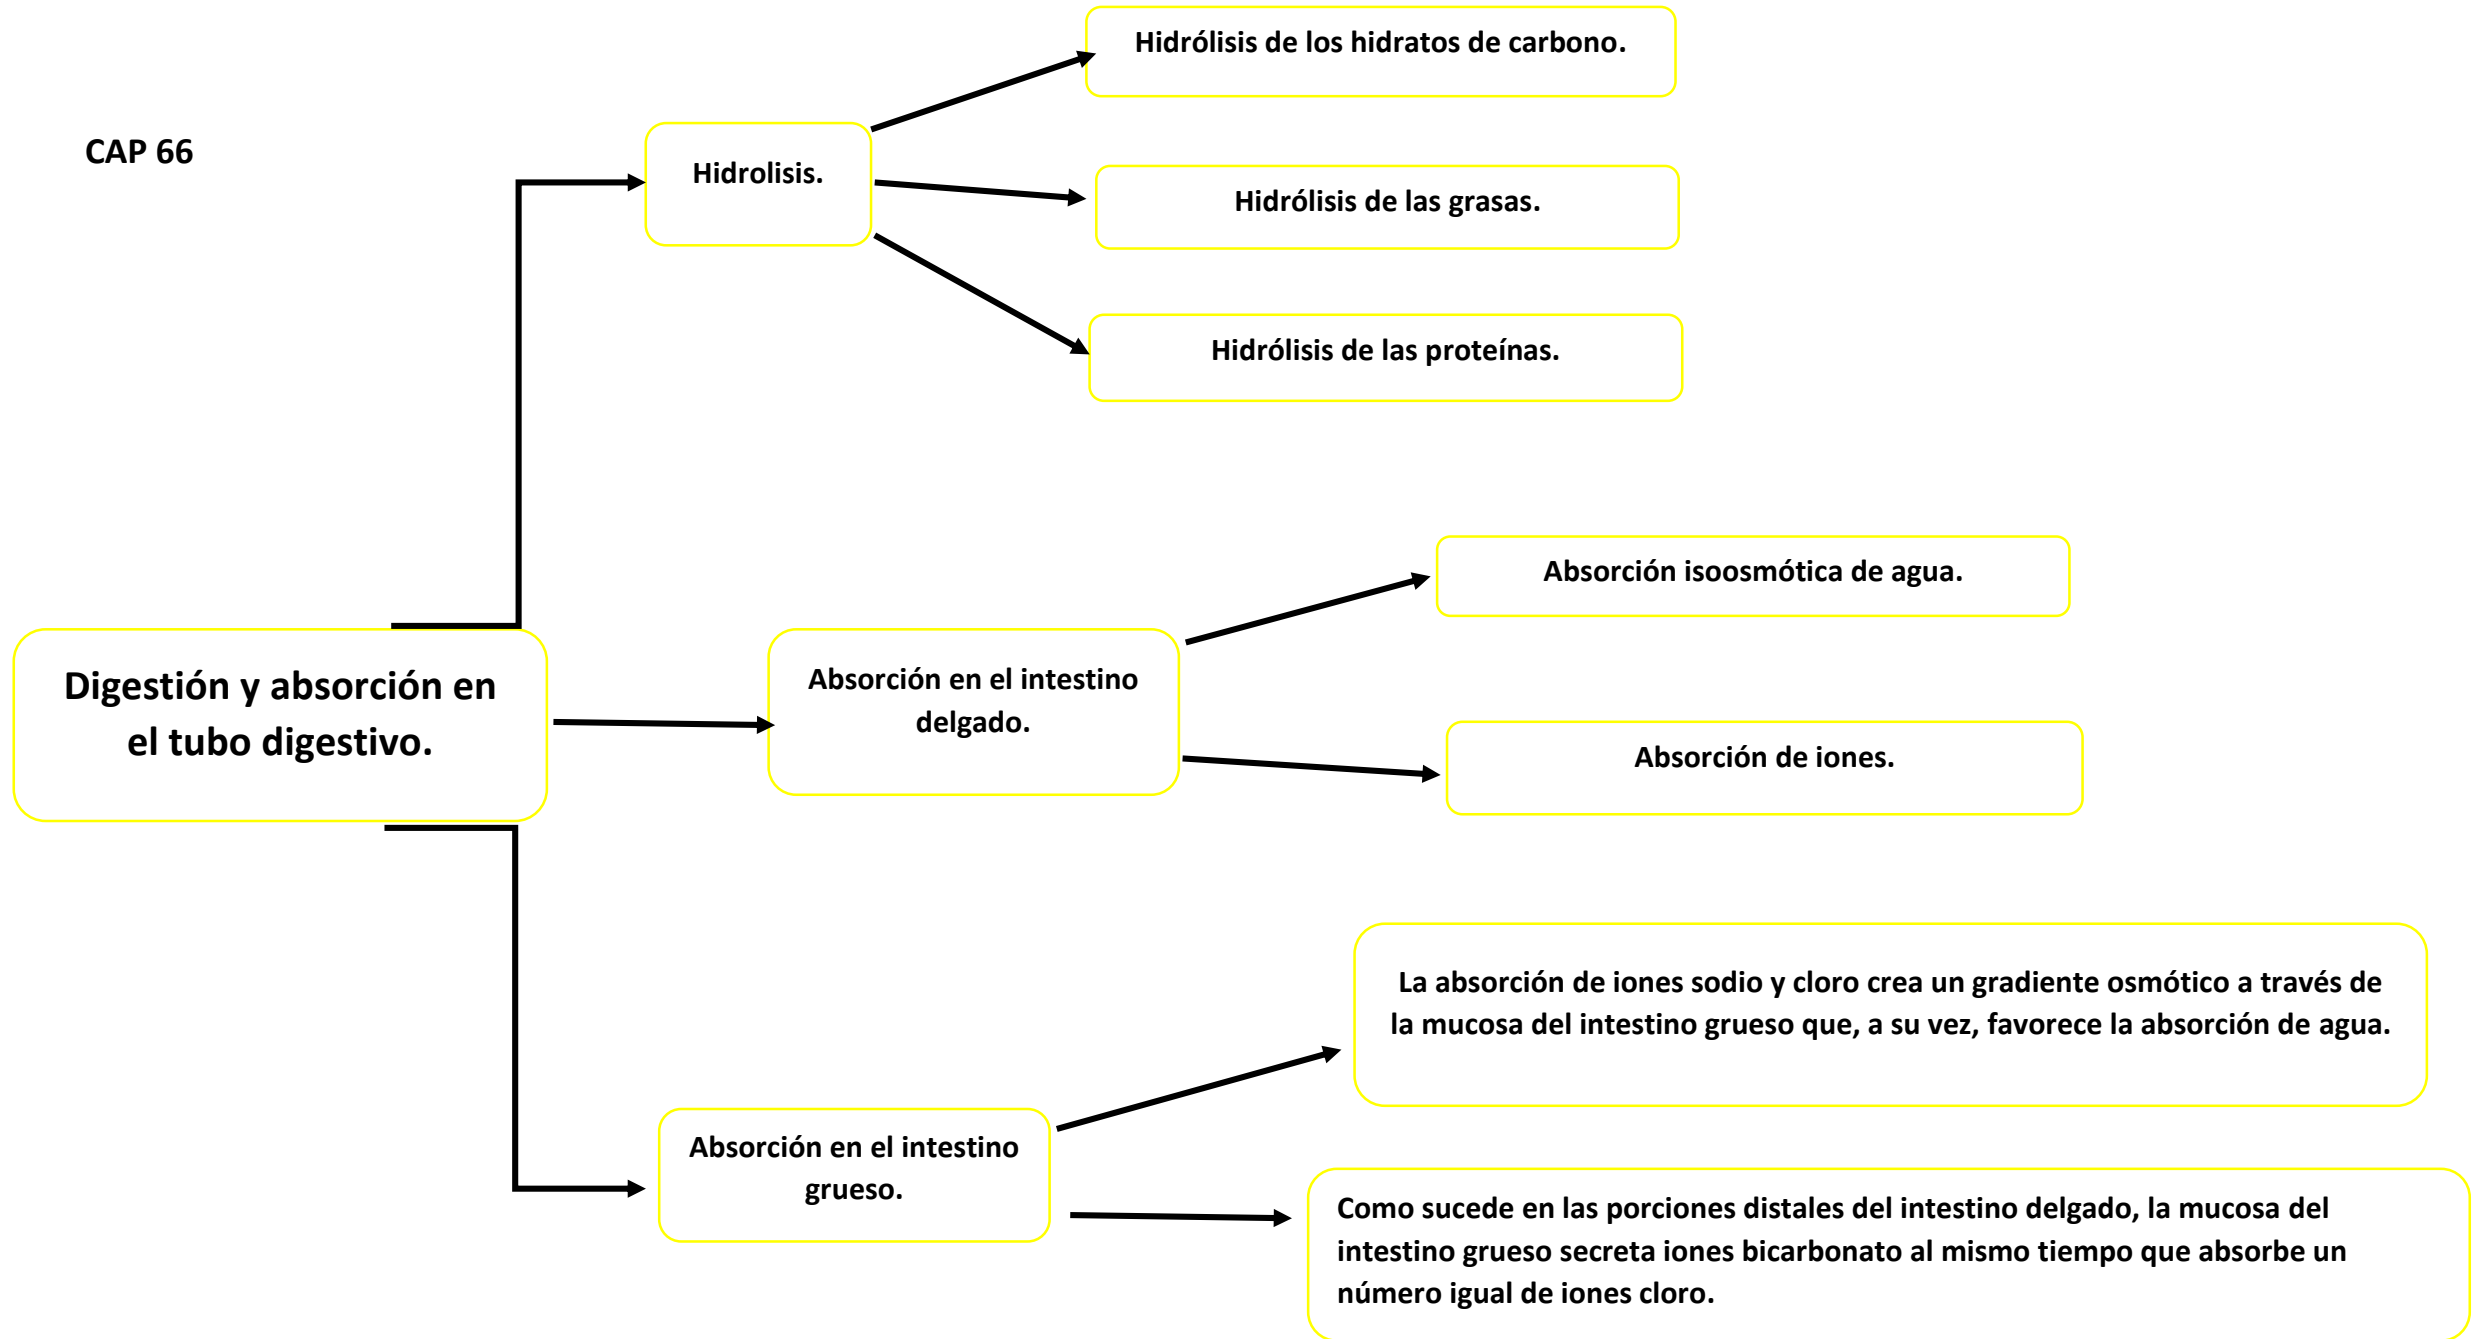 CAP 66
Hidrolisis.
Hidrólisis de los hidratos de carbono.
Hidrólisis de las grasas.
Hidrólisis de las proteínas.
Digestión y absorción en
el tubo digestivo.
Absorción en el intestino
delgado.
Absorción isoosmótica de agua.
Absorción de iones.
Absorción en el intestino
grueso.
La absorción de iones sodio y cloro crea un gradiente osmótico a través de
la mucosa del intestino grueso que, a su vez, favorece la absorción de agua.
Como sucede en las porciones distales del intestino delgado, la mucosa del
intestino grueso secreta iones bicarbonato al mismo tiempo que absorbe un
número igual de iones cloro.